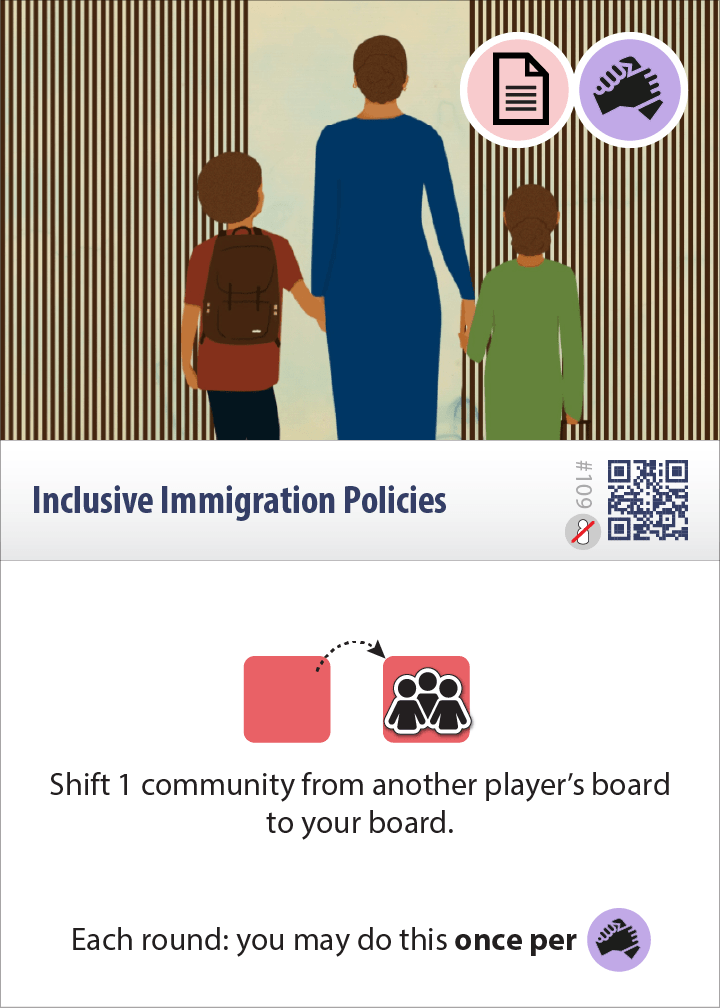 Inclusive Immigration Policies
#109
Shift 1 community from another player’s board
to your board.
Each round: you may do this once per